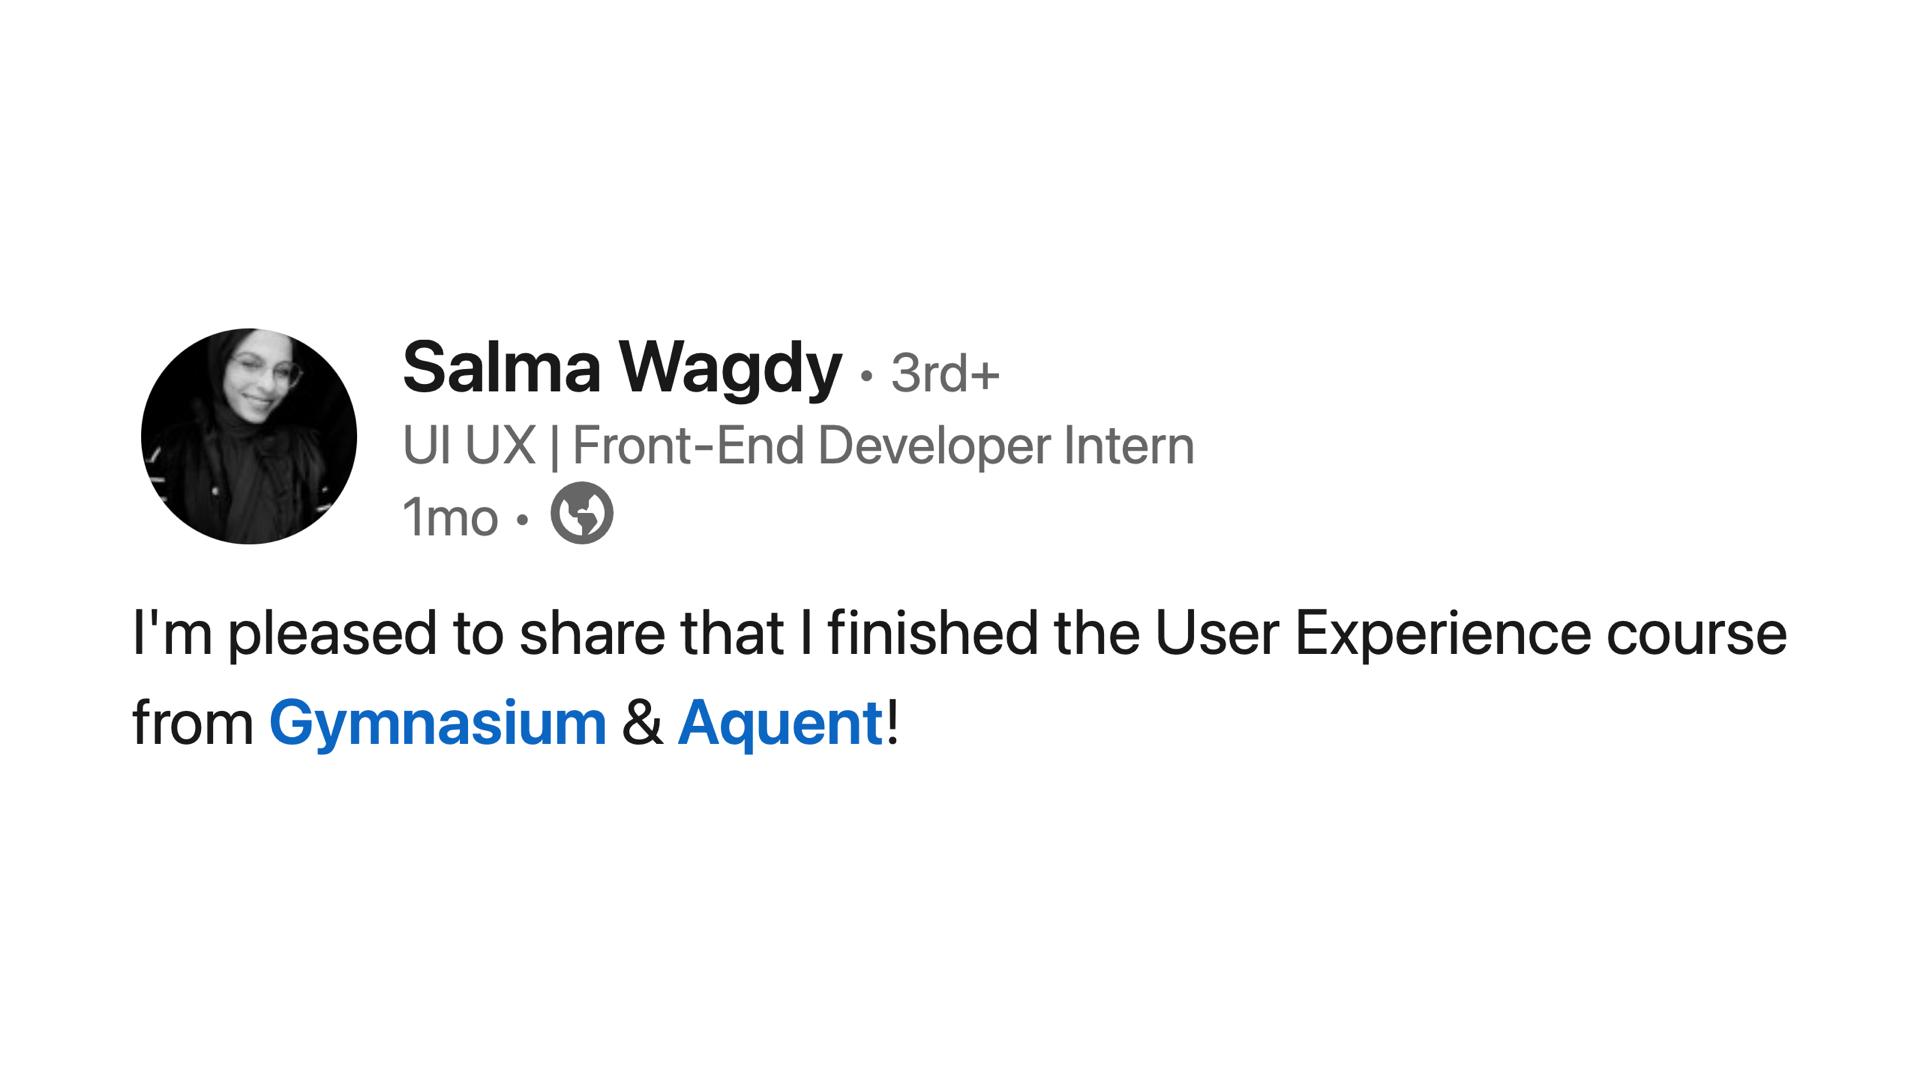 Salma Wagdy • 3rd+
UI UX | Front-End Developer Intern
1mo •
I'm pleased to share that I finished the User Experience course
from Gymnasium & Aquent!